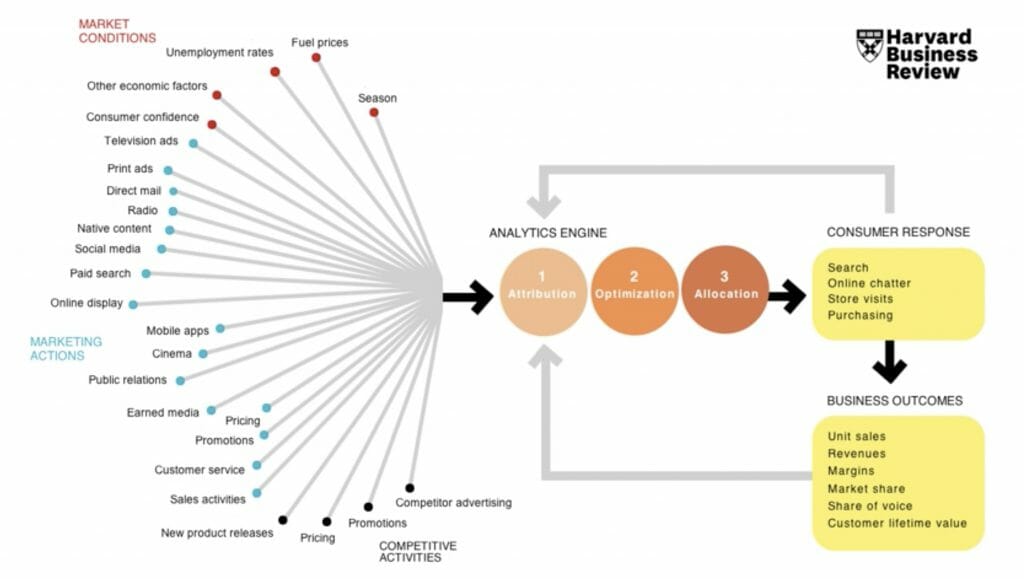 MARKET
CONDITIONS
Harvard
Business
Review
Fuel prices
Unemployment rates
Other economic factors
Season
Consumer confidence
Television ads
Print ads
Direct mail
Radio
Native content
Social media
Paid search
Online display
Mobile apps
MARKETING
ACTIONS
Cinema
Public relations
Earned media
Pricing
Promotions
Customer service
Sales activities
New product releases
Pricing
Promotions
Competitor advertising
COMPETITIVE
ACTIVITIES
ANALYTICS ENGINE
1
Attribution
2
Optimization
3
Allocation
CONSUMER RESPONSE
Search
Online chatter
Store visits
Purchasing
BUSINESS OUTCOMES
Unit sales
Revenues
Margins
Market share
Share of voice
Customer lifetime value